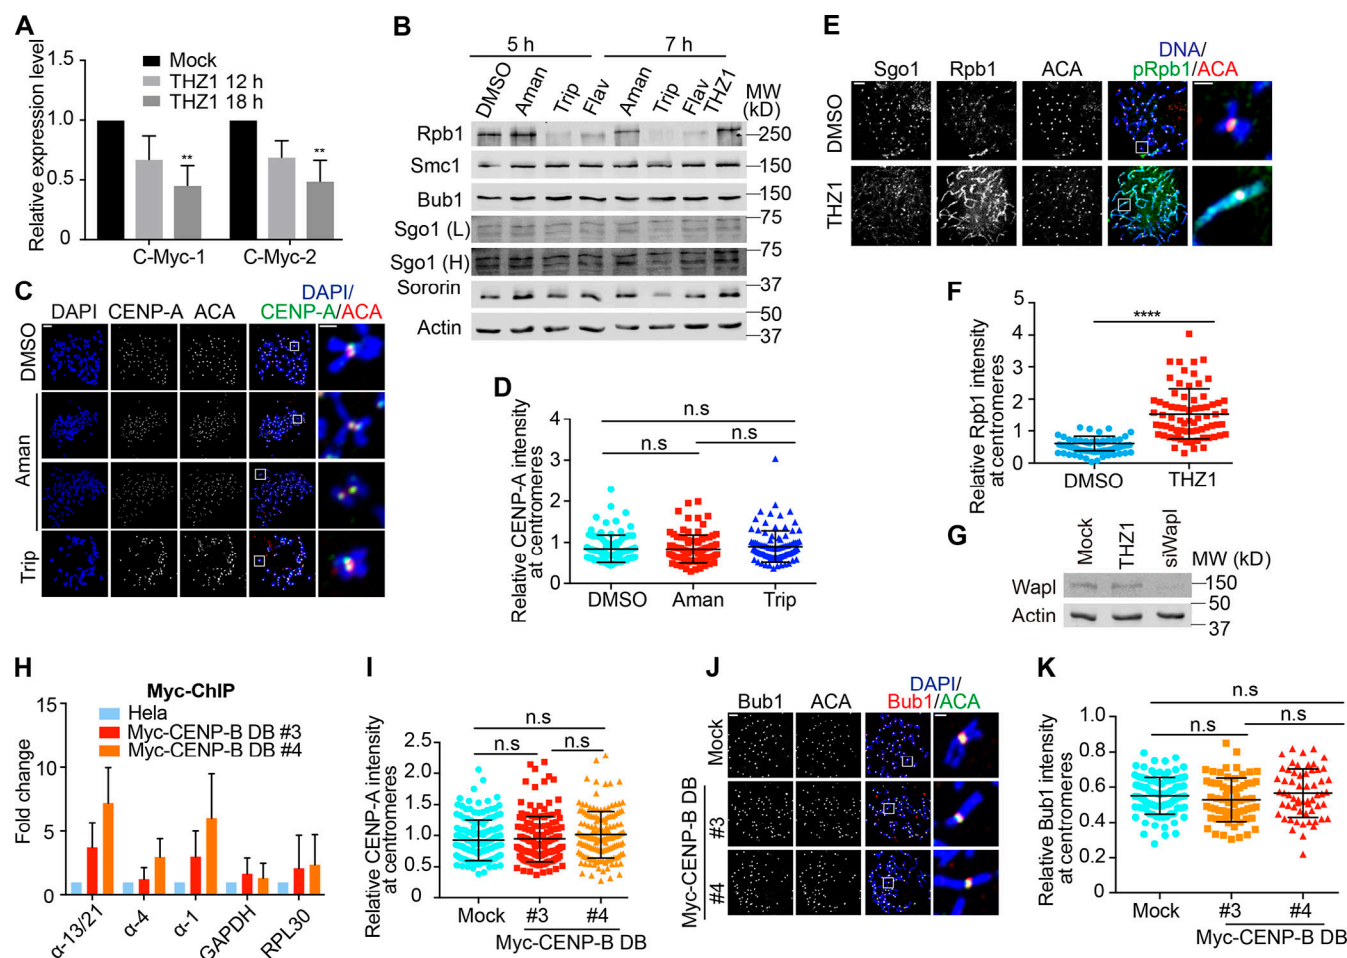 A
Relative expression level
1.5
1.0
0.5
0
Mock
THZ1 12 h
THZ1 18 h
**
**
C-Myc-1
C-Myc-2
B
5 h
7 h
DMSO
Aman
Trip
Flav
Aman
Trip
Flav
THZ1
MW
(kD)
Rpb1
250
Smc1
150
Bub1
150
75
Sgo1 (L)
75
Sgo1 (H)
37
Sororin
50
Actin
37
C
DAPI
CENP-A
ACA
DAPI/
CENP-A/ACA
DMSO
Aman
Trip
D
Relative CENP-A intensity
at centromeres
4
3
2
1
0
n.s
n.s
n.s
DMSO
Aman
Trip
E
Sgo1
Rpb1
ACA
DNA/
pRpb1/ACA
DMSO
THZ1
F
Relative Rpb1 intensity
at centromeres
5
4
3
2
1
0
****
DMSO
THZ1
G
Mock
THZ1
siWapl
MW (kD)
Wapl
150
50
Actin
37
H
Myc-ChIP
Hela
Myc-CENP-B DB #3
Myc-CENP-B DB #4
Fold change
15
10
5
0
α-13/21
α-4
α-1
GAPDH
RPL30
I
Relative CENP-A intensity
at centromeres
2.5
2.0
1.5
1.0
0.5
0
n.s
n.s
n.s
Mock
#3
#4
Myc-CENP-B DB
J
Bub1
ACA
DAPI/
Bub1/ACA
Mock
Myc-CENP-B DB
#3
#4
K
Relative Bub1 intensity
at centromeres
0.8
0.6
0.4
0.2
0
n.s
n.s
n.s
Mock
#3
#4
Myc-CENP-B DB